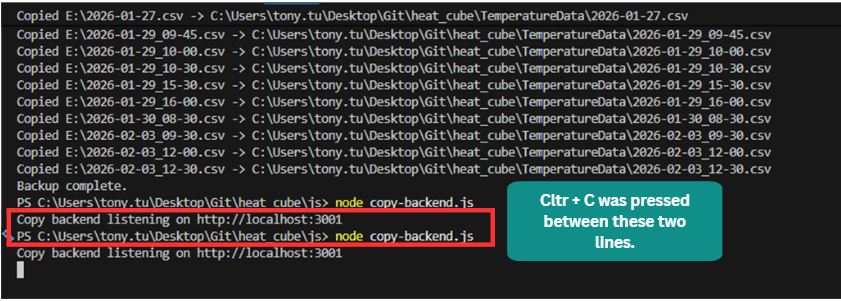 Copied E:\2026-01-27.csv -> C:\Users\tony.tu\Desktop\Git\heat_cube\TemperatureData\2026-01-27.csv
Copied E:\2026-01-29_09-45.csv -> C:\Users\tony.tu\Desktop\Git\heat_cube\TemperatureData\2026-01-29_09-45.csv
Copied E:\2026-01-29_10-00.csv -> C:\Users\tony.tu\Desktop\Git\heat_cube\TemperatureData\2026-01-29_10-00.csv
Copied E:\2026-01-29_10-30.csv -> C:\Users\tony.tu\Desktop\Git\heat_cube\TemperatureData\2026-01-29_10-30.csv
Copied E:\2026-01-29_15-30.csv -> C:\Users\tony.tu\Desktop\Git\heat_cube\TemperatureData\2026-01-29_15-30.csv
Copied E:\2026-01-29_16-00.csv -> C:\Users\tony.tu\Desktop\Git\heat_cube\TemperatureData\2026-01-29_16-00.csv
Copied E:\2026-01-30_08-30.csv -> C:\Users\tony.tu\Desktop\Git\heat_cube\TemperatureData\2026-01-30_08-30.csv
Copied E:\2026-02-03_09-30.csv -> C:\Users\tony.tu\Desktop\Git\heat_cube\TemperatureData\2026-02-03_09-30.csv
Copied E:\2026-02-03_12-00.csv -> C:\Users\tony.tu\Desktop\Git\heat_cube\TemperatureData\2026-02-03_12-00.csv
Copied E:\2026-02-03_12-30.csv -> C:\Users\tony.tu\Desktop\Git\heat_cube\TemperatureData\2026-02-03_12-30.csv
Backup complete.
PS C:\Users\tony.tu\Desktop\Git\heat_cube\js> node copy-backend.js
Copy backend listening on http://localhost:3001
PS C:\Users\tony.tu\Desktop\Git\heat_cube\js> node copy-backend.js
Copy backend listening on http://localhost:3001
Cltr + C was pressed
between these two
lines.